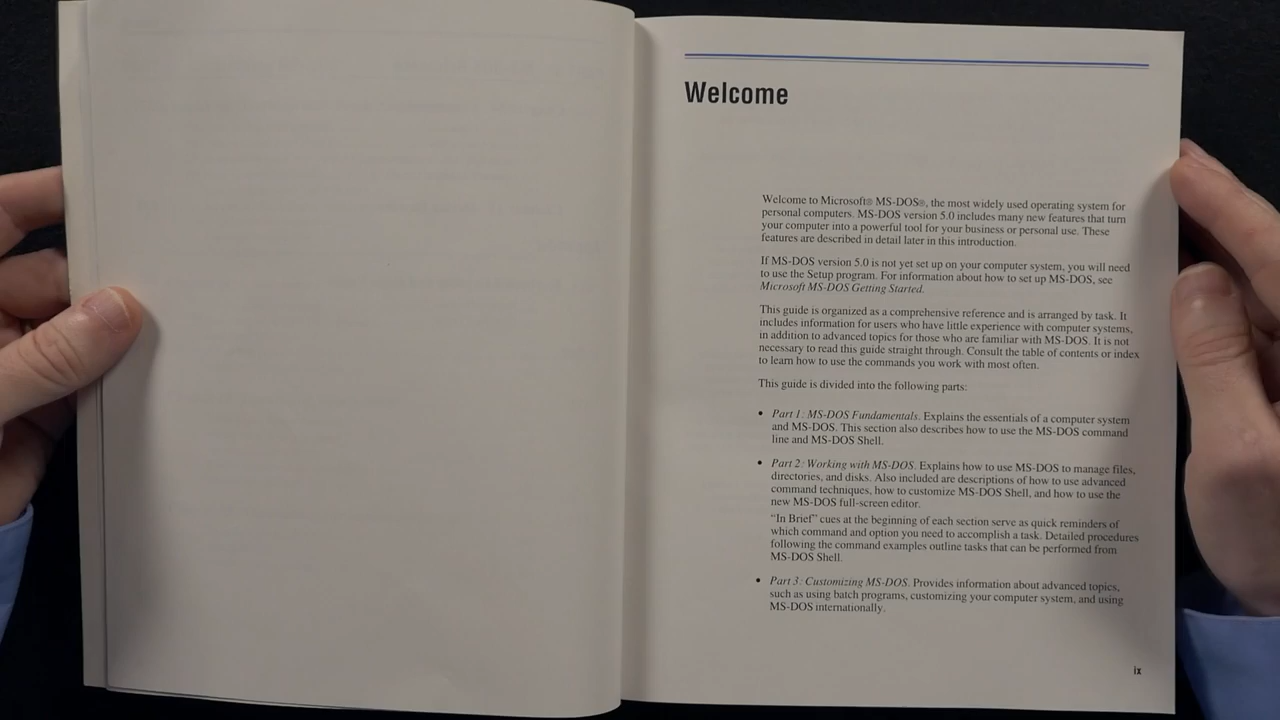 Welcome
Welcome to Microsoft® MS-DOS®, the most widely used operating system for
personal computers. MS-DOS version 5.0 includes many new features that turn
your computer into a powerful tool for your business or personal use. These
features are described in detail later in this introduction.
If MS-DOS version 5.0 is not yet set up on your computer system, you will need
to use the Setup program. For information about how to set up MS-DOS, see
Microsoft MS-DOS Getting Started.
This guide is organized as a comprehensive reference and is arranged by task. It
includes information for users who have little experience with computer systems,
in addition to advanced topics for those who are familiar with MS-DOS. It is not
necessary to read this guide straight through. Consult the table of contents or index
to learn how to use the commands you work with most often.
This guide is divided into the following parts:
• Part 1: MS-DOS Fundamentals. Explains the essentials of a computer system
and MS-DOS. This section also describes how to use the MS-DOS command
line and MS-DOS Shell.
• Part 2: Working with MS-DOS. Explains how to use MS-DOS to manage files,
directories, and disks. Also included are descriptions of how to use advanced
command techniques, how to customize MS-DOS Shell, and how to use the
new MS-DOS full-screen editor.
“In Brief” cues at the beginning of each section serve as quick reminders of
which command and option you need to accomplish a task. Detailed procedures
following the command examples outline tasks that can be performed from
MS-DOS Shell.
• Part 3: Customizing MS-DOS. Provides information about advanced topics,
such as using batch programs, customizing your computer system, and using
MS-DOS internationally.
ix